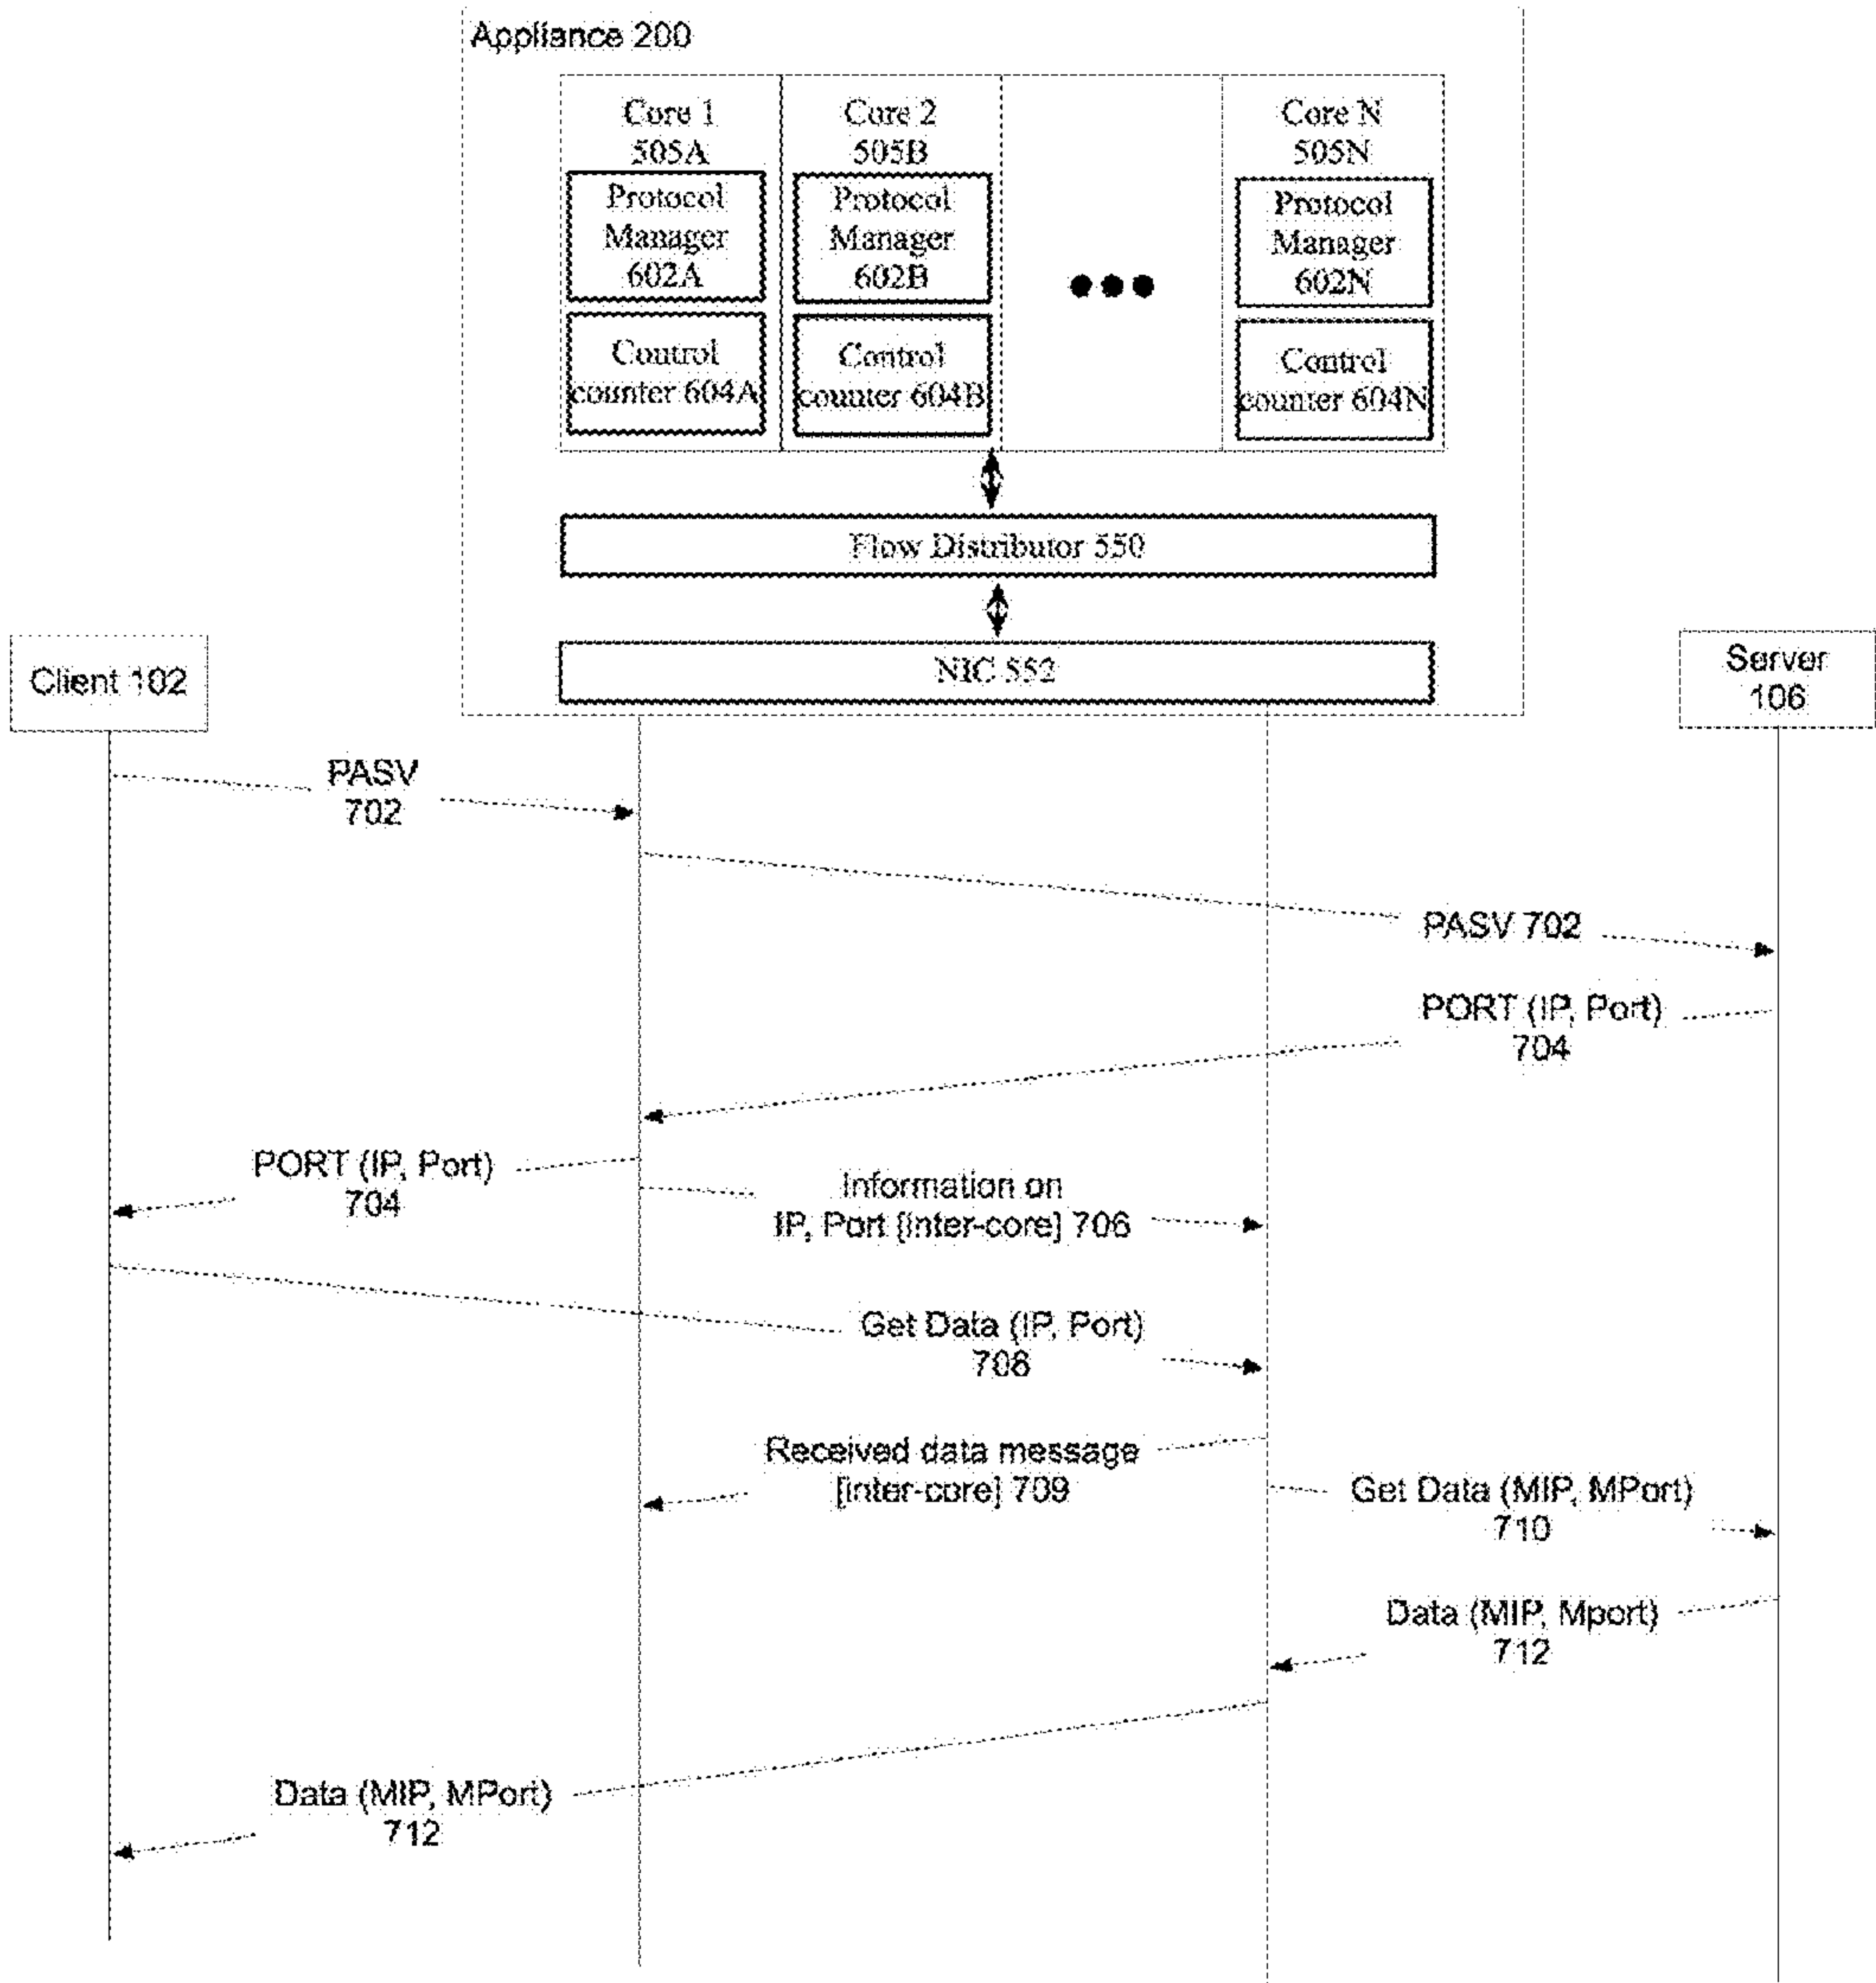 Appliance 200
Core 1
505A
Protocol
Manager
602A
Control
counter 604A
Core 2
505B
Protocol
Manager
602B
Control
counter 604B
Core N
505N
Protocol
Manager
602N
Control
counter 604N
Flow Distributor 550
NIC 552
Client 102
Server
106
PASV
702
PASV 702
PORT (IP, Port)
704
PORT (IP, Port)
704
Information on
IP, Port [inter-core] 706
Get Data (IP, Port)
708
Received data message
[inter-core] 709
Get Data (MIP, MPort)
710
Data (MIP, Mport)
712
Data (MIP, MPort)
712